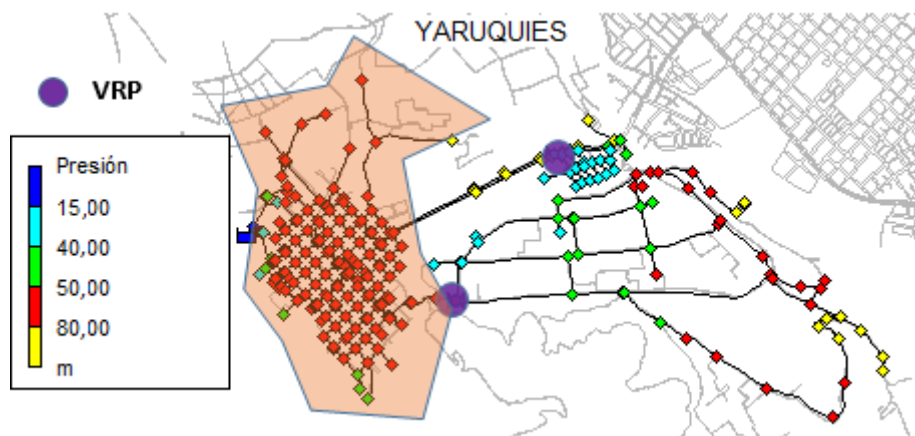 YARUQUIES
VRP
Presión
15,00
40,00
50,00
80,00
m